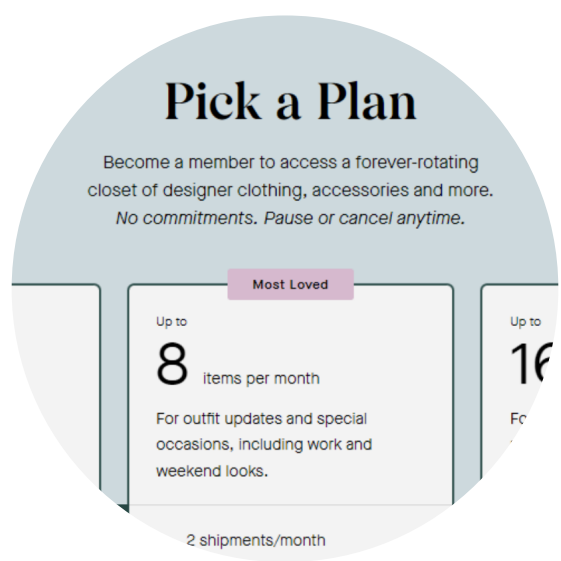 Pick a Plan
Become a member to access a forever-rotating
closet of designer clothing, accessories and more.
No commitments. Pause or cancel anytime.
Most Loved
Up to
8 items per month
For outfit updates and special
occasions, including work and
weekend looks.
2 shipments/month
Up to